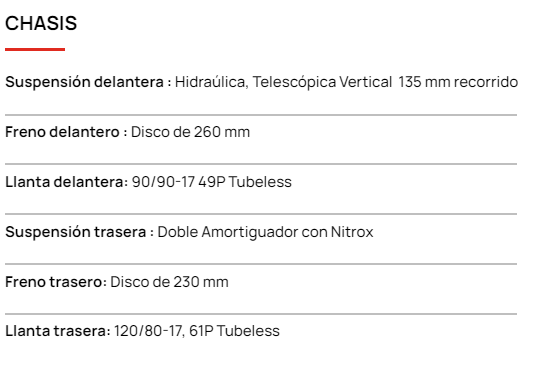 CHASIS
Suspensión delantera : Hidraúlica, Telescópica Vertical  135 mm recorrido
Freno delantero : Disco de 260 mm
Llanta delantera: 90/90-17 49P Tubeless
Suspensión trasera : Doble Amortiguador con Nitrox
Freno trasero: Disco de 230 mm
Llanta trasera: 120/80-17, 61P Tubeless